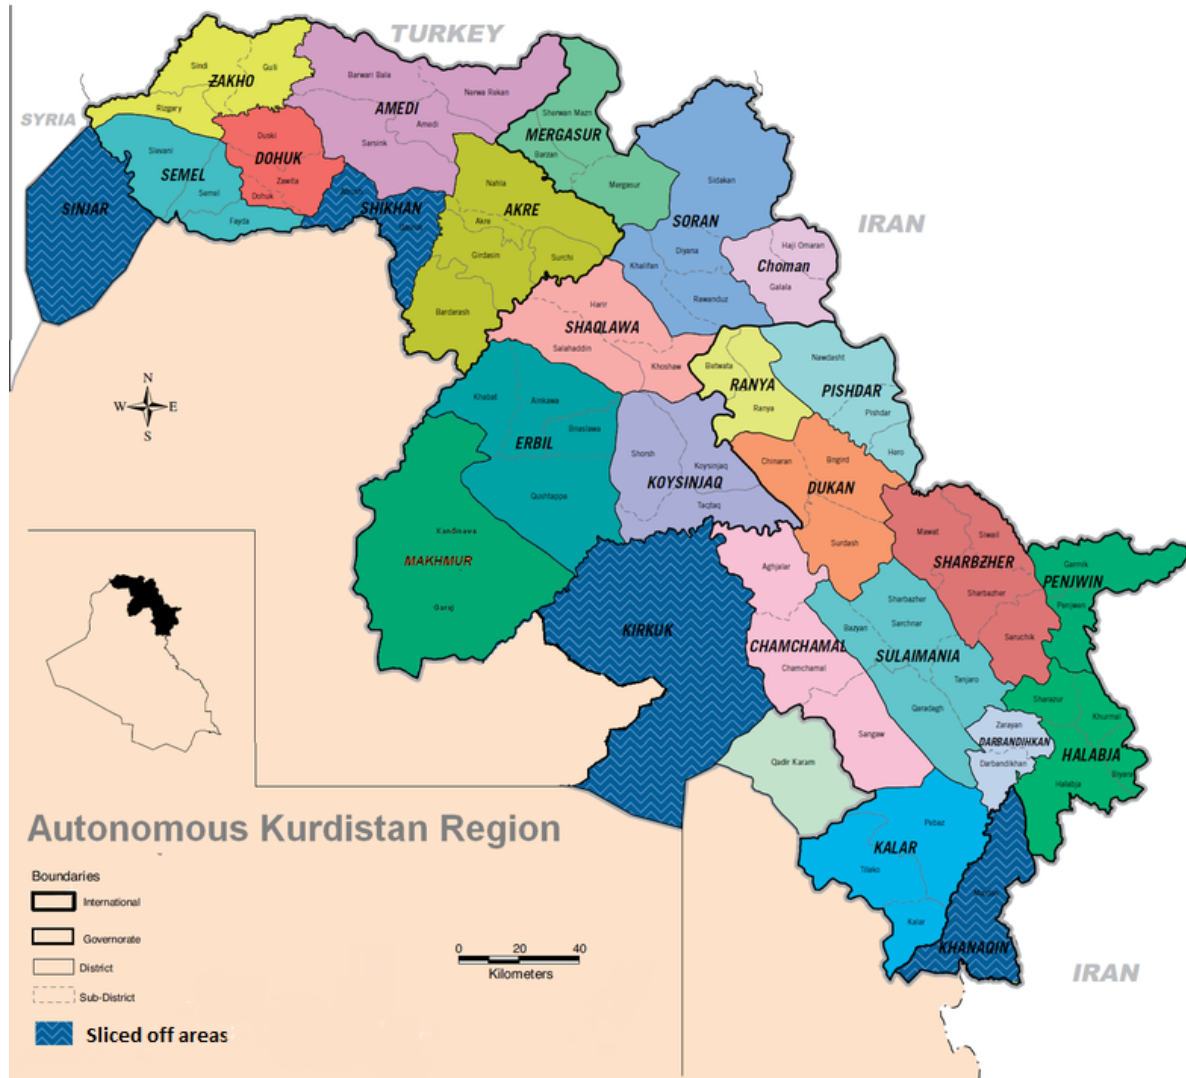 TURKEY
SYRIA
IRAN
IRAN
Sindi
Guli
ZAKHO
Rizgary
Barwari Bala
Nerwa Rekan
AMEDI
Amedi
Sarsink
Sherwan Mazn
MERGASUR
Barzan
Mergasur
Slevani
SEMEL
Semel
Fayda
Duski
DOHUK
Zawita
Dohuk
SINJAR
SHIKHAN
Nahla
AKRE
Akre
Girdasin
Surchi
Bardarash
Sidakan
SORAN
Diyana
Khalifan
Rawanduz
Haji Omaran
Choman
Galala
Harir
SHAQLAWA
Salahaddin
Khoshaw
Betwata
RANYA
Ranya
Nawdasht
PISHDAR
Pishdar
Hero
Khabat
Ainkawa
Bnaslawa
ERBIL
Qushtappa
Shorsh
Koysinjaq
KOYSINJAQ
Taqtaq
Chinaran
Bngird
DUKAN
Surdash
Kandinava
MAKHMUR
Garaj
Mawat
Siwail
SHARBZHER
Sharbazher
Saruchik
Garmik
PENJWIN
Penjwen
KIRKUK
Aghjalar
CHAMCHAMAL
Chamchamal
Sangaw
Sharbazher
Bazyan
Sarchnar
SULAIMANIA
Tanjaro
Qaradagh
Zarayan
DARBANDIHKAN
Darbandikhan
Sharazur
Khurmal
HALABJA
Halabja
Biyara
Qadir Karam
Pebaz
KALAR
Tilako
Kalar
KHANAQIN
N
W E
S
Autonomous Kurdistan Region
Boundaries
International
Governorate
District
Sub-District
Sliced off areas
0 20 40
Kilometers